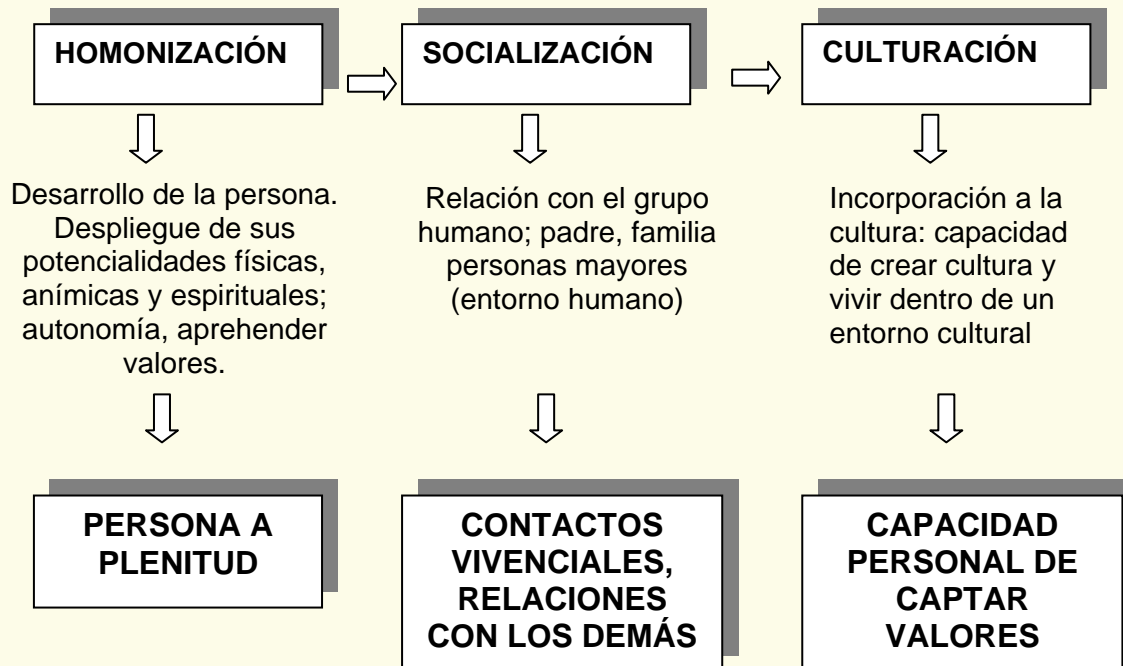 HOMONIZACIÓN
SOCIALIZACIÓN
CULTURACIÓN
Desarrollo de la persona.
Despliegue de sus
potencialidades físicas,
anímicas y espirituales;
autonomía, aprehender
valores.
Relación con el grupo
humano; padre, familia
personas mayores
(entorno humano)
Incorporación a la
cultura: capacidad
de crear cultura y
vivir dentro de un
entorno cultural
PERSONA A
PLENITUD
CONTACTOS
VIVENCIALES,
RELACIONES
CON LOS DEMÁS
CAPACIDAD
PERSONAL DE
CAPTAR
VALORES